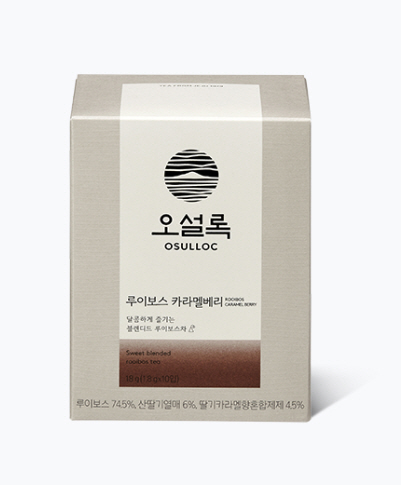 오설록
OSULLOC
루이보스 카라멜베리 ROOIBOS
CARAMEL BERRY
달콤하게 즐기는
블렌디드 루이보스차
Sweet blended
rooibos tea
루이보스 74.5%, 산딸기열매 6%, 딸기카라멜향혼합제제 4.5%